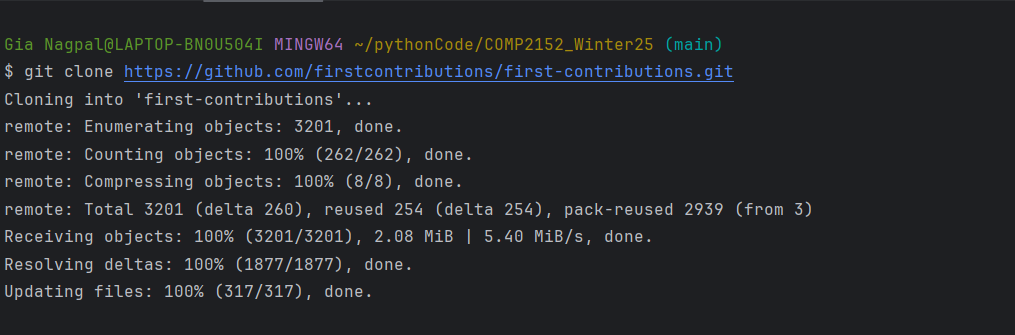 Gia Nagpal@LAPTOP-BN0U504I MINGW64 ~/pythonCode/COMP2152_Winter25 (main)
$ git clone https://github.com/firstcontributions/first-contributions.git
Cloning into 'first-contributions'...
remote: Enumerating objects: 3201, done.
remote: Counting objects: 100% (262/262), done.
remote: Compressing objects: 100% (8/8), done.
remote: Total 3201 (delta 260), reused 254 (delta 254), pack-reused 2939 (from 3)
Receiving objects: 100% (3201/3201), 2.08 MiB | 5.40 MiB/s, done.
Resolving deltas: 100% (1877/1877), done.
Updating files: 100% (317/317), done.